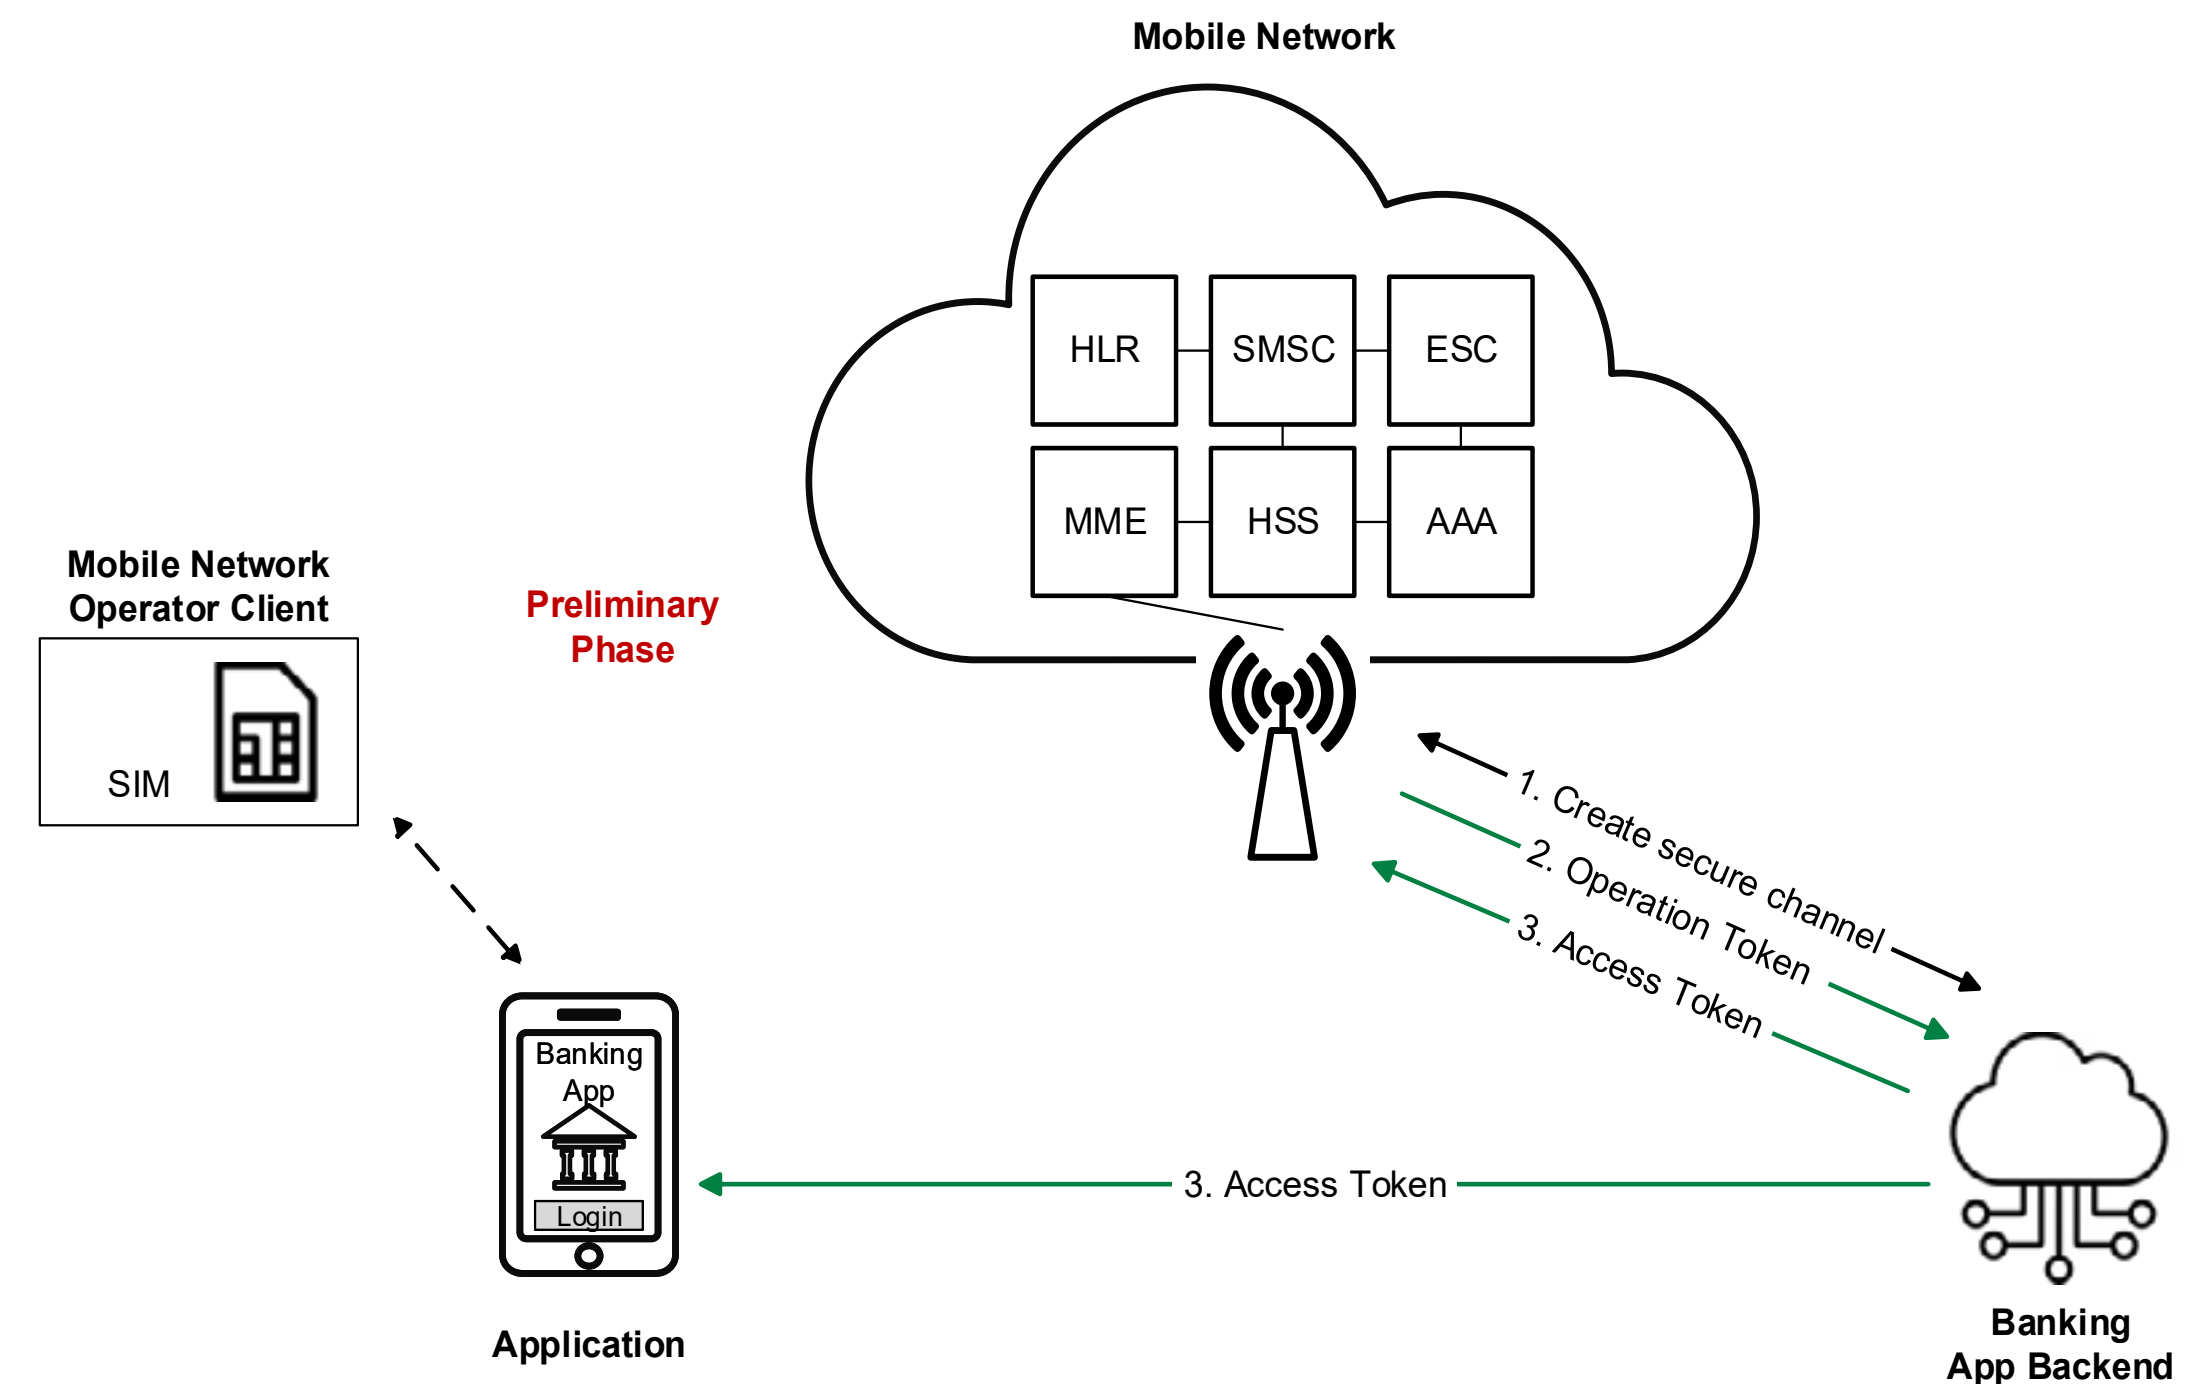 Mobile Network
HLR
SMSC
ESC
MME
HSS
AAA
Mobile Network
Operator Client
SIM
Preliminary
Phase
1. Create secure channel
2. Operation Token
3. Access Token
Banking
App
Login
3. Access Token
Application
Banking
App Backend